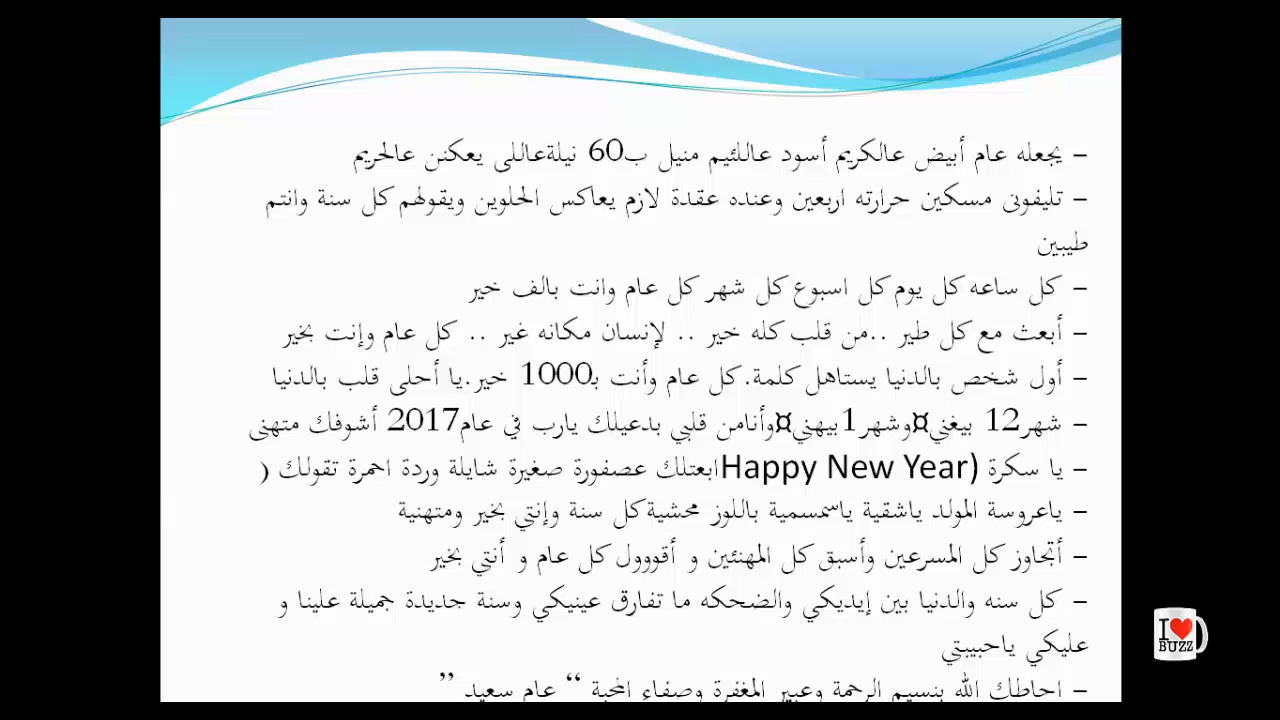 - يجعله عام أبيض عالكريم أسود عاللئيم منيل ب60 نيلةعاللى يعكنن عالحريم
- تليفونى مسكين حرارته اربعين وعنده عقدة لازم يعاكس الحلوين ويقولهم كل سنة وانتم
طيبين
- كل ساعه كل يوم كل اسبوع كل شهر كل عام وانت بالف خير
- أبعث مع كل طير ..من قلب كله خير .. لإنسان مكانه غير .. كل عام وإنت بخير
- أول شخص بالدنيا يستاهل كلمة.كل عام وأنت بـ1000 خير.يا أحلى قلب بالدنيا
- شهر12 بيغني¤وشهر1بيهني¤وأنامن قلبي بدعيلك يارب في عام2017 أشوفك متهنى
- يا سكرة (Happy New Yearابعتلك عصفورة صغيرة شايلة وردة احمرة تقولك (
- ياعروسة المولد ياشقية ياسمسمية باللوز محشيةكل سنة وإنتي بخير ومتهنية
- أتجاوز كل المسرعين وأسبق كل المهنئين و أقووول كل عام و أنتي بخير
- كل سنه والدنيا بين إيديكي والضحكه ما تفارق عينيكي وسنة جديدة جميلة علينا و
عليكي ياحبيبتي
- احاطك الله بنسيم الرحمة وعبير المغفرة وصفاء المحبة “ عام سعيد ”
I ❤ BUZZ